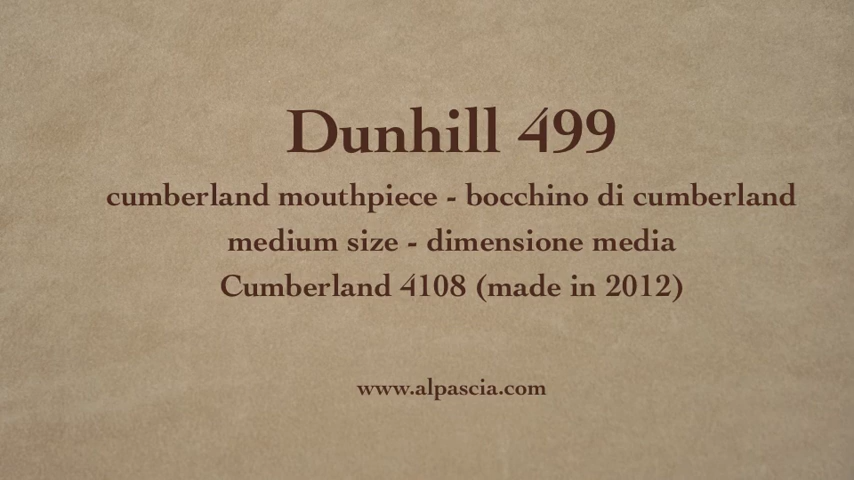 Dunhill 499
cumberland mouthpiece - bocchino di cumberland
medium size - dimensione media
Cumberland 4108 (made in 2012)
www.alpascia.com